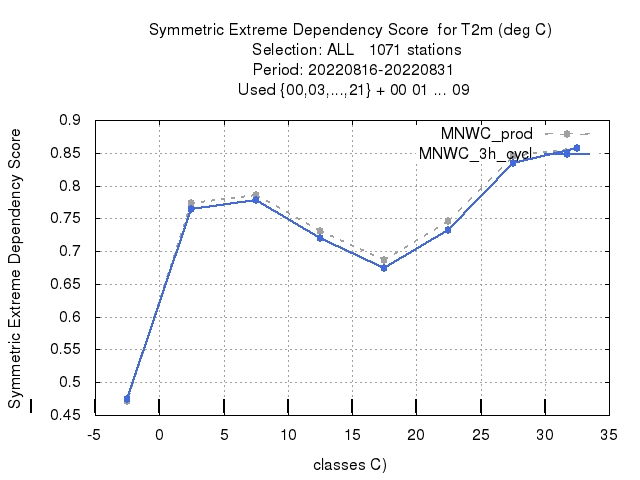 Symmetric Extreme Dependency Score for T2m (deg C)
Selection: ALL 1071 stations
Period: 20220816-20220831
Used {00,03,...,21} + 00 01 ... 09
Symmetric Extreme Dependency Score
0.9
0.85
0.8
0.75
0.7
0.65
0.6
0.55
0.5
0.45
MNWC_prod
MNWC_3h_cycl
-5 0 5 10 15 20 25 30 35
classes C)